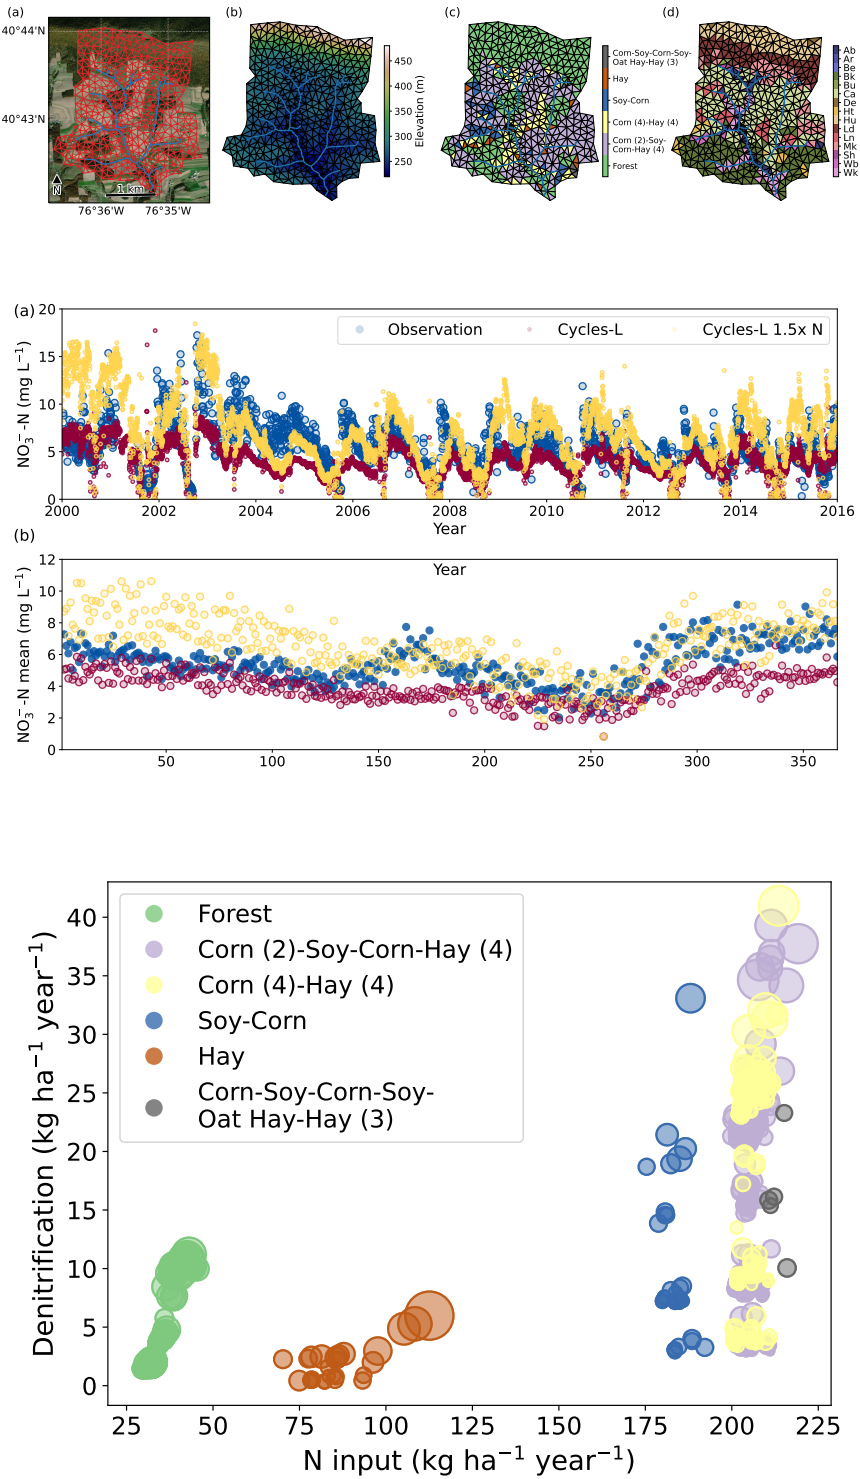 (a) (b) (c) (d)
40°44'N
40°43'N
76°36'W 76°35'W
N
1 km
450
400
350
300
250
Elevation (m)
Corn-Soy-Corn-Soy-
Oat Hay-Hay (3)
Hay
Soy-Corn
Corn (4)-Hay (4)
Corn (2)-Soy-
Corn-Hay (4)
Forest
Ab
Ar
Be
Bk
Bu
Ca
De
Ht
Hu
Ld
Ln
Mk
Sh
Wb
Wk
(a)
Observation Cycles-L Cycles-L 1.5x N
NO₃⁻-N (mg L⁻¹)
20
15
10
5
0
2000 2002 2004 2006 2008 2010 2012 2014 2016
Year
(b)
Year
NO₃⁻-N mean (mg L⁻¹)
12
10
8
6
4
2
0
50 100 150 200 250 300 350
Forest
Corn (2)-Soy-Corn-Hay (4)
Corn (4)-Hay (4)
Soy-Corn
Hay
Corn-Soy-Corn-Soy-
Oat Hay-Hay (3)
Denitrification (kg ha⁻¹ year⁻¹)
40
35
30
25
20
15
10
5
0
25 50 75 100 125 150 175 200 225
N input (kg ha⁻¹ year⁻¹)